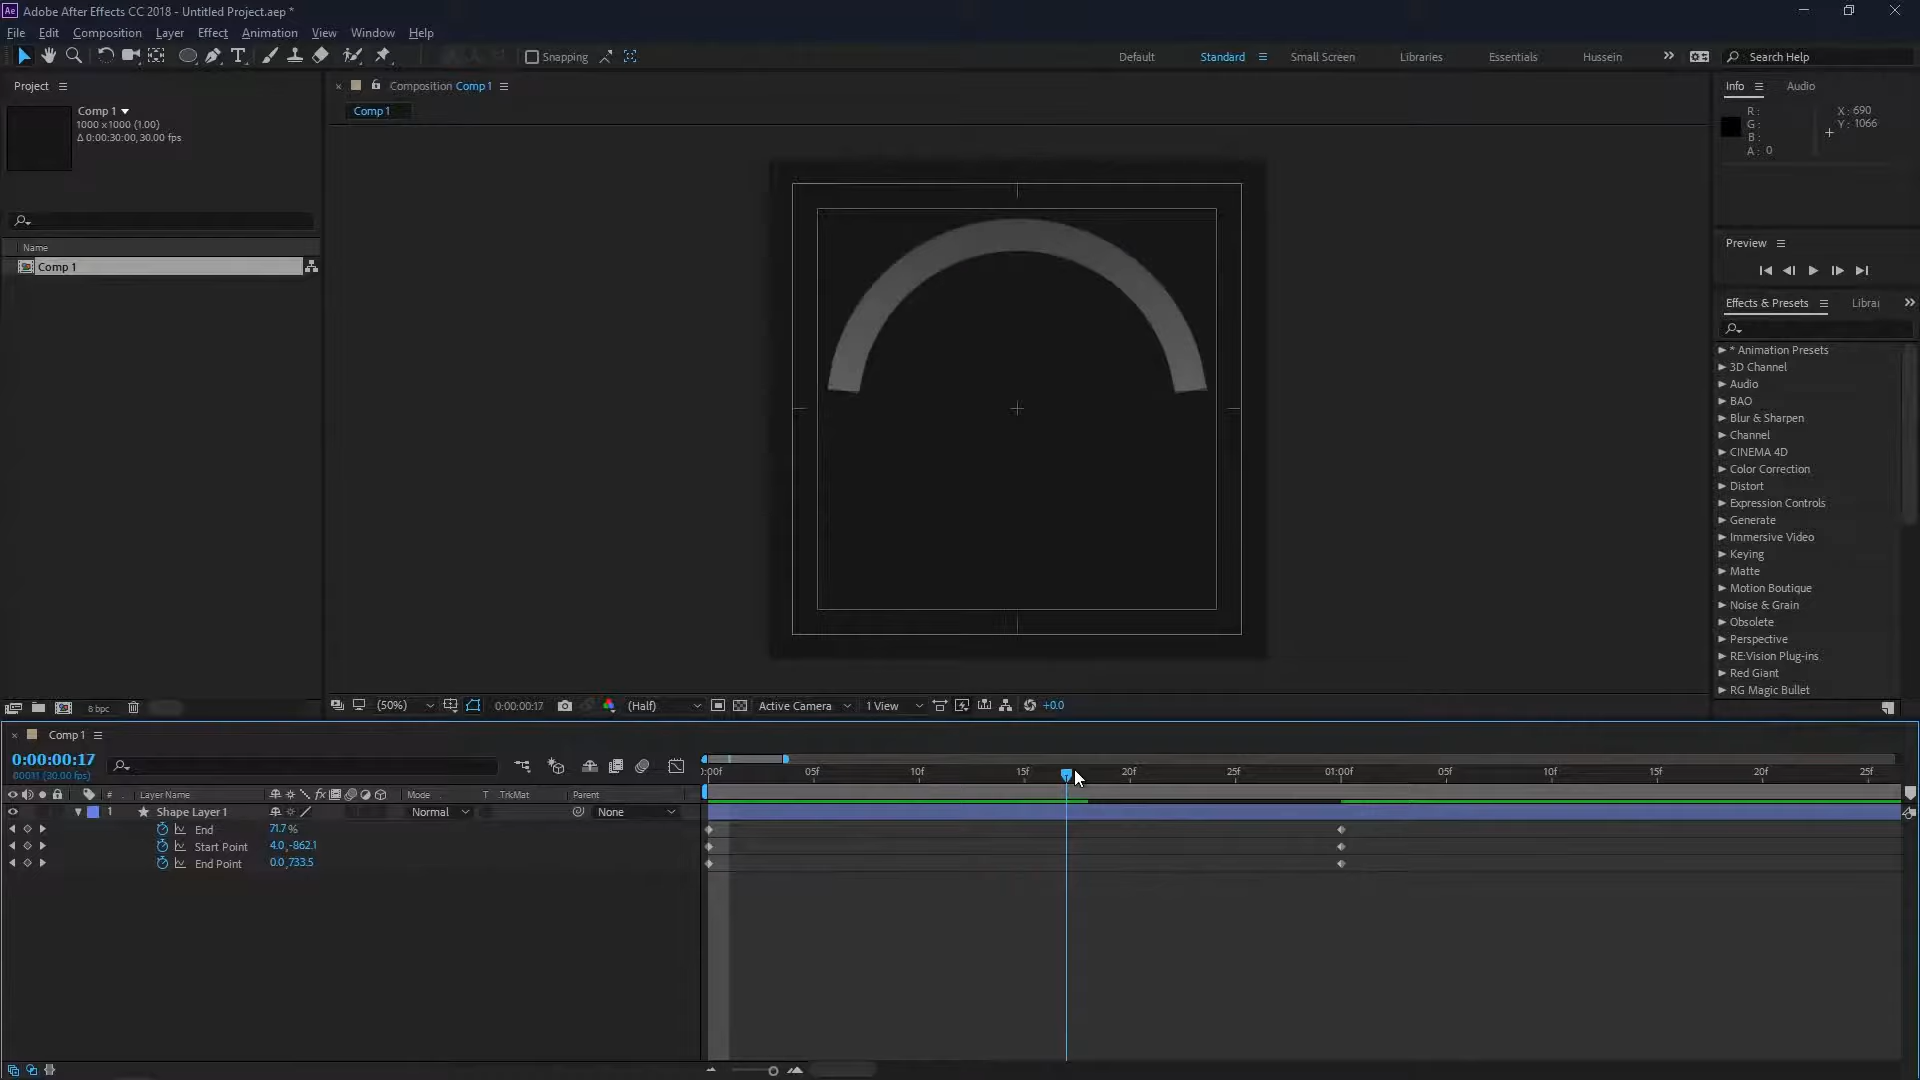 Adobe After Effects CC 2018 - Untitled Project.aep *
File Edit Composition Layer Effect Animation View Window Help
Snapping
Default Standard Small Screen Libraries Essentials Hussein Search Help
Project
Comp 1
1000 x 1000 (1.00)
Δ 0:00:30:00, 30.00 fps
Name
Comp 1
8 bpc
Composition Comp 1
Comp 1
(50%) 0:00:00:17 (Half) Active Camera 1 View +0.0
Info Audio
R :
G :
B :
A : 0
X : 690
Y : 1066
Preview
Effects & Presets Librai
* Animation Presets
3D Channel
Audio
BAO
Blur & Sharpen
Channel
CINEMA 4D
Color Correction
Distort
Expression Controls
Generate
Immersive Video
Keying
Matte
Motion Boutique
Noise & Grain
Obsolete
Perspective
RE:Vision Plug-ins
Red Giant
RG Magic Bullet
Comp 1
0:00:00:17
00011 (30.00 fps)
):00f 05f 10f 15f 20f 25f 01:00f 05f 10f 15f 20f 25f
# Layer Name fx Mode T .TrkMat Parent
1 Shape Layer 1 Normal None
End 71.7 %
Start Point 4.0,-862.1
End Point 0.0,733.5